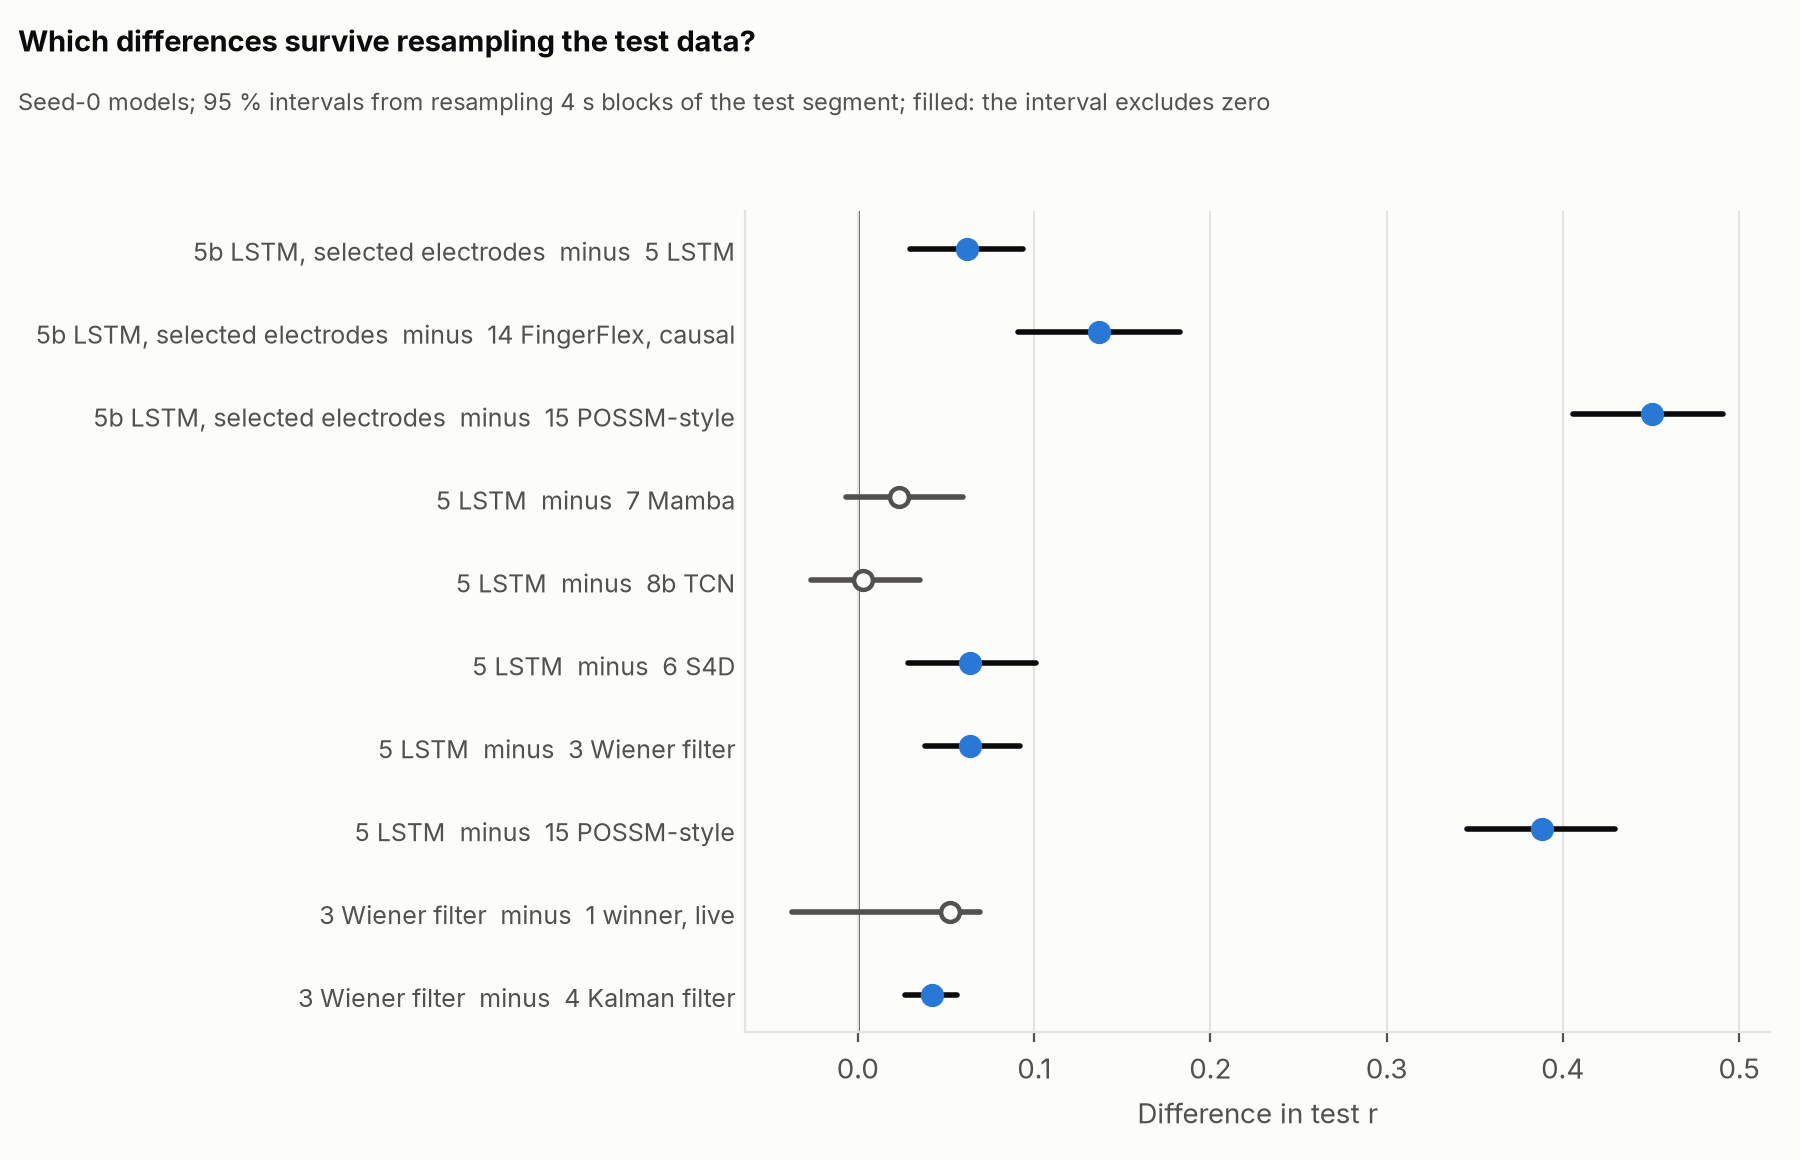 Which differences survive resampling the test data?
Seed-0 models; 95 % intervals from resampling 4 s blocks of the test segment; filled: the interval excludes zero
5b LSTM, selected electrodes minus 5 LSTM
5b LSTM, selected electrodes minus 14 FingerFlex, causal
5b LSTM, selected electrodes minus 15 POSSM-style
5 LSTM minus 7 Mamba
5 LSTM minus 8b TCN
5 LSTM minus 6 S4D
5 LSTM minus 3 Wiener filter
5 LSTM minus 15 POSSM-style
3 Wiener filter minus 1 winner, live
3 Wiener filter minus 4 Kalman filter
0.0 0.1 0.2 0.3 0.4 0.5
Difference in test r